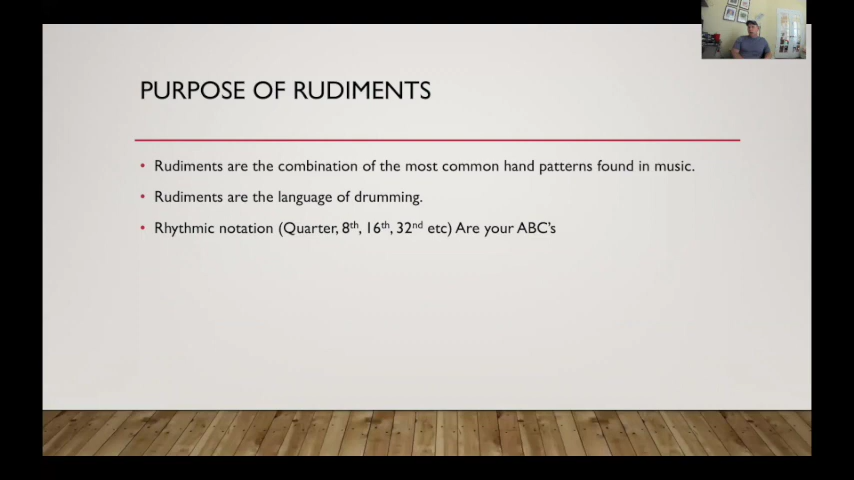 PURPOSE OF RUDIMENTS
• Rudiments are the combination of the most common hand patterns found in music.
• Rudiments are the language of drumming.
• Rhythmic notation (Quarter, 8th, 16th, 32nd etc) Are your ABC's